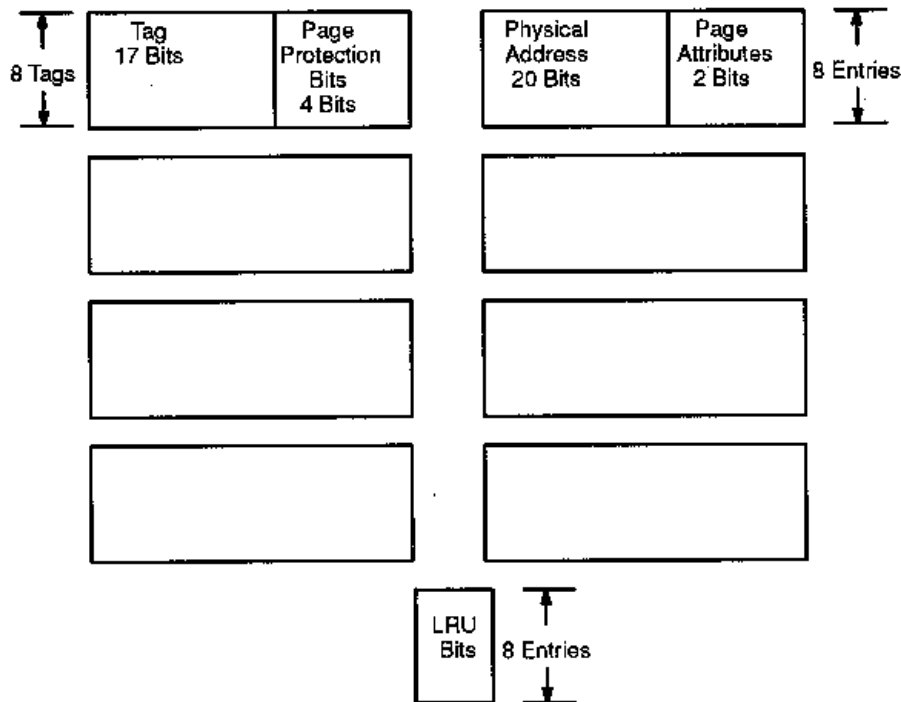 8 Tags
Tag
17 Bits
Page
Protection
Bits
4 Bits
Physical
Address
20 Bits
Page
Attributes
2 Bits
8 Entries
LRU
Bits
8 Entries